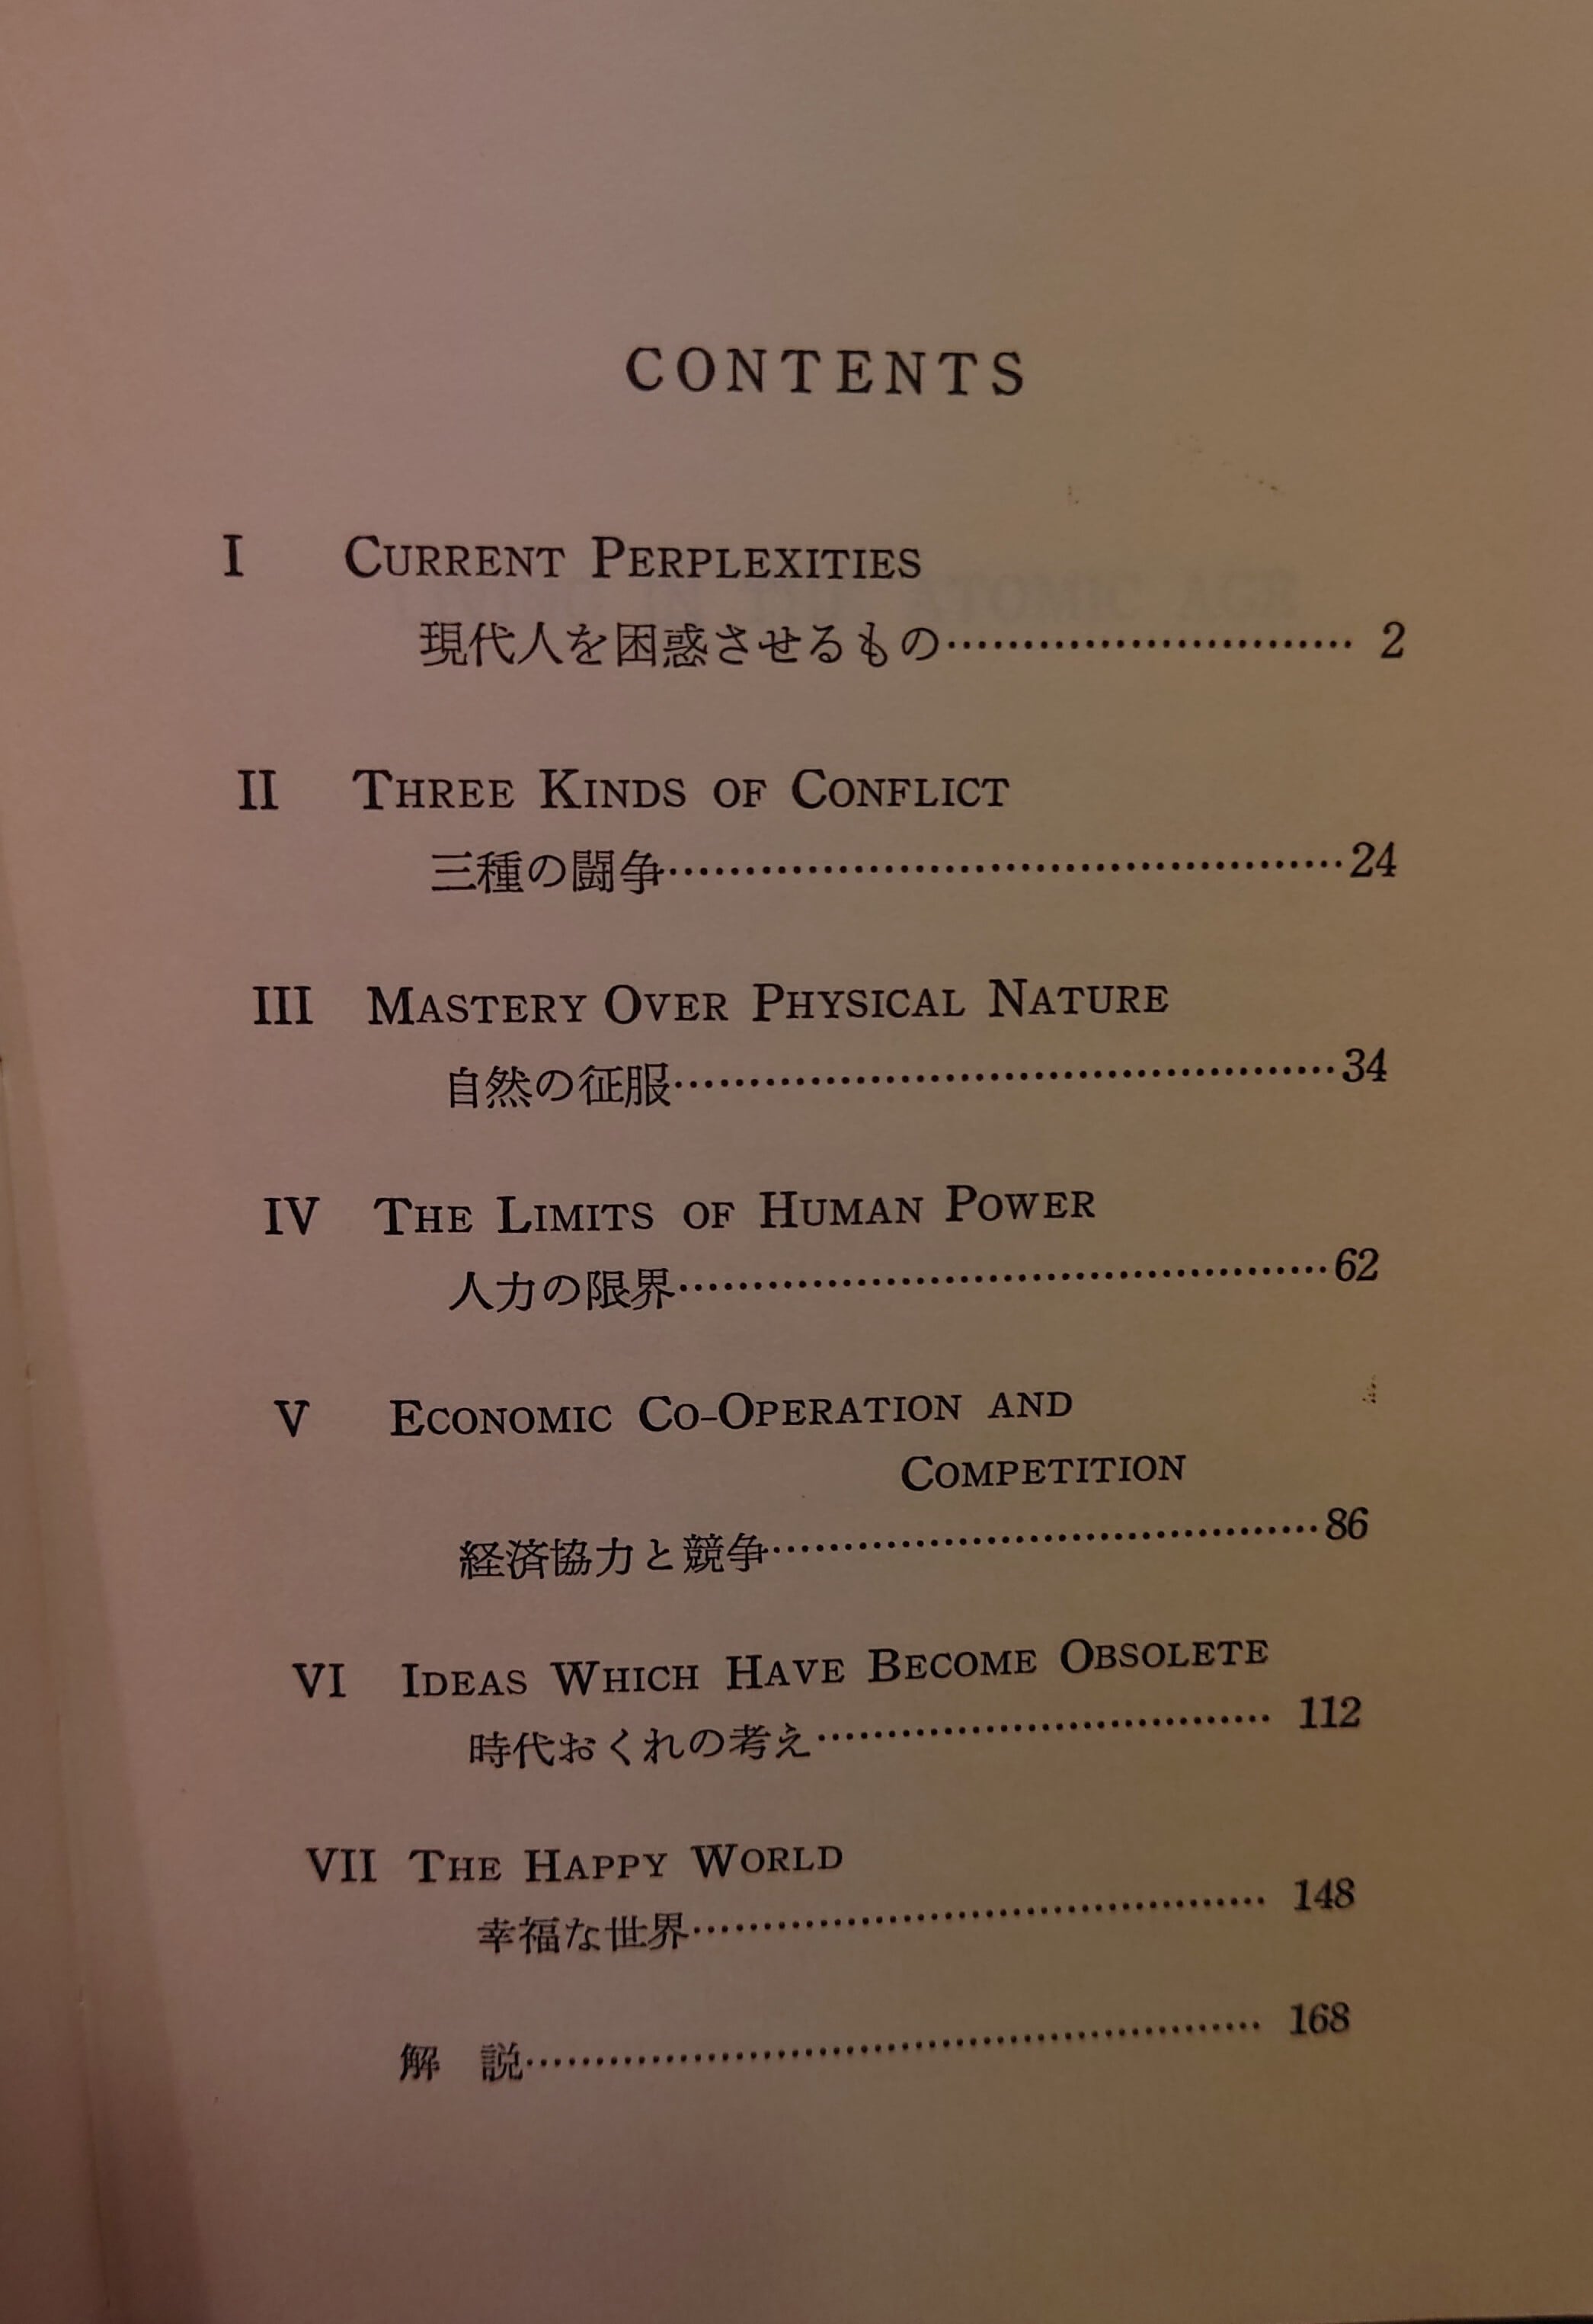 CONTENTS
I CURRENT PERPLEXITIES
現代人を困惑させるもの………………………… 2
II THREE KINDS OF CONFLICT
三種の闘争…………………………………………24
III MASTERY OVER PHYSICAL NATURE
自然の征服…………………………………………34
IV THE LIMITS OF HUMAN POWER
人力の限界…………………………………………62
V ECONOMIC CO-OPERATION AND
COMPETITION
経済協力と競争……………………………………86
VI IDEAS WHICH HAVE BECOME OBSOLETE
時代おくれの考え……………………………… 112
VII THE HAPPY WORLD
幸福な世界……………………………………… 148
解 説……………………………………………… 168